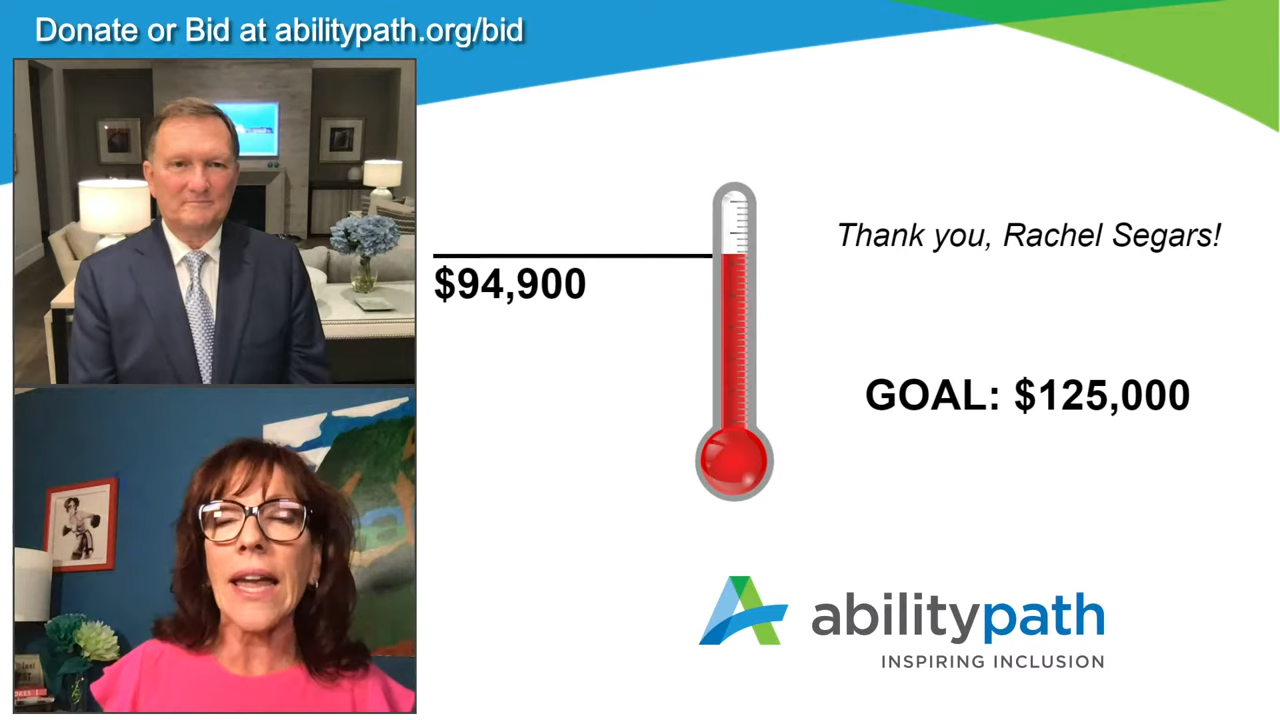 Donate or Bid at abilitypath.org/bid
Thank you, Rachel Segars!
$94,900
GOAL: $125,000
abilitypath
INSPIRING INCLUSION